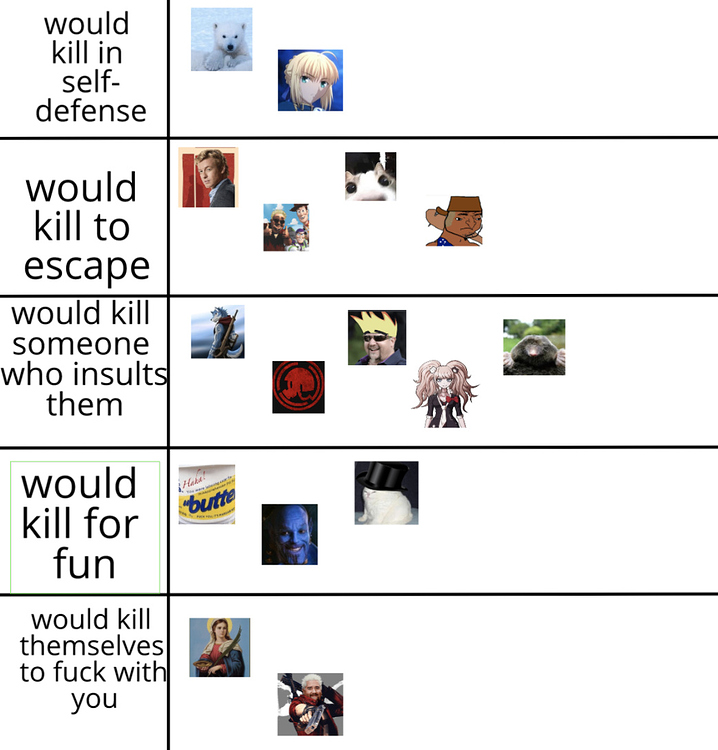 would
kill in
self-
defense
would
kill to
escape
would kill
someone
who insults
them
would
kill for
fun
Haha!
"butte
would kill
themselves
to fuck with
you